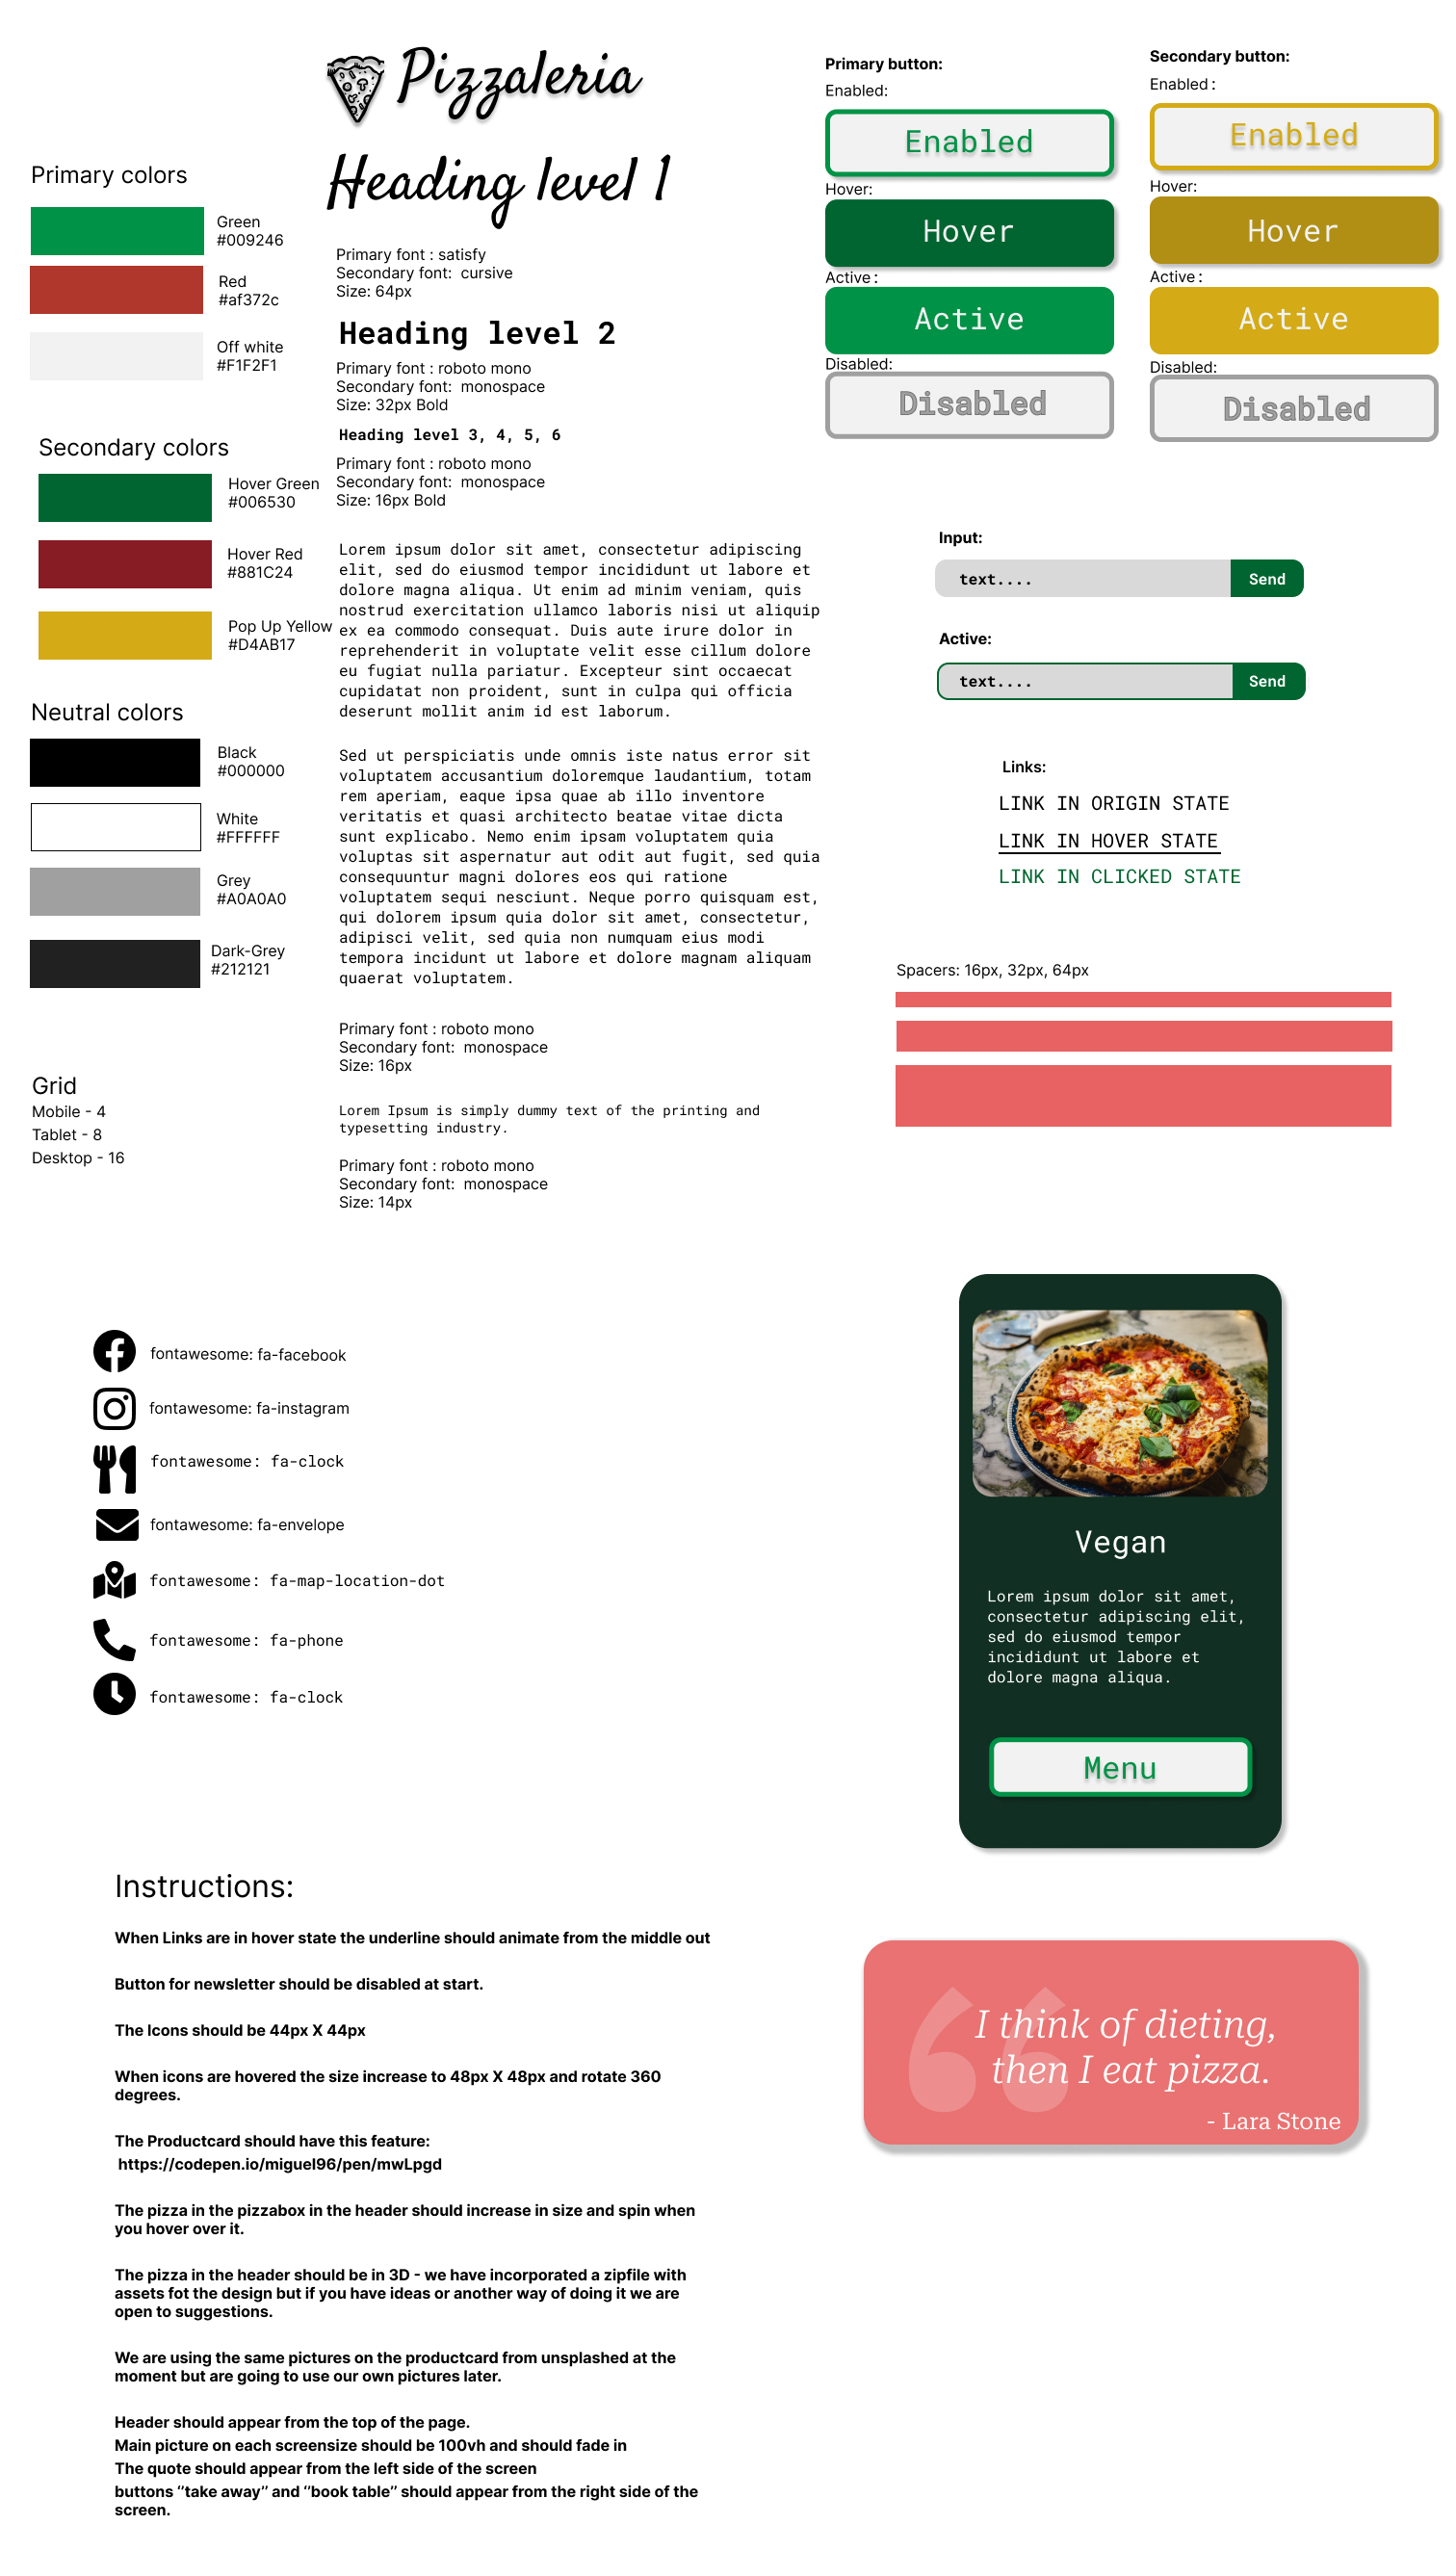 Pizzaleria
Heading level 1
Primary font : satisfy
Secondary font:  cursive
Size: 64px
Heading level 2
Primary font : roboto mono
Secondary font:  monospace
Size: 32px Bold
Heading level 3, 4, 5, 6
Primary font : roboto mono
Secondary font:  monospace
Size: 16px Bold
Lorem ipsum dolor sit amet, consectetur adipiscing
elit, sed do eiusmod tempor incididunt ut labore et
dolore magna aliqua. Ut enim ad minim veniam, quis
nostrud exercitation ullamco laboris nisi ut aliquip
ex ea commodo consequat. Duis aute irure dolor in
reprehenderit in voluptate velit esse cillum dolore
eu fugiat nulla pariatur. Excepteur sint occaecat
cupidatat non proident, sunt in culpa qui officia
deserunt mollit anim id est laborum.
Sed ut perspiciatis unde omnis iste natus error sit
voluptatem accusantium doloremque laudantium, totam
rem aperiam, eaque ipsa quae ab illo inventore
veritatis et quasi architecto beatae vitae dicta
sunt explicabo. Nemo enim ipsam voluptatem quia
voluptas sit aspernatur aut odit aut fugit, sed quia
consequuntur magni dolores eos qui ratione
voluptatem sequi nesciunt. Neque porro quisquam est,
qui dolorem ipsum quia dolor sit amet, consectetur,
adipisci velit, sed quia non numquam eius modi
tempora incidunt ut labore et dolore magnam aliquam
quaerat voluptatem.
Primary font : roboto mono
Secondary font:  monospace
Size: 16px
Lorem Ipsum is simply dummy text of the printing and
typesetting industry.
Primary font : roboto mono
Secondary font:  monospace
Size: 14px
Primary colors
Green
#009246
Red
#af372c
Off white
#F1F2F1
Secondary colors
Hover Green
#006530
Hover Red
#881C24
Pop Up Yellow
#D4AB17
Neutral colors
Black
#000000
White
#FFFFFF
Grey
#A0A0A0
Dark-Grey
#212121
Grid
Mobile - 4
Tablet - 8
Desktop - 16
Primary button:
Enabled:
Enabled
Hover:
Hover
Active :
Active
Disabled:
Disabled
Secondary button:
Enabled :
Enabled
Hover:
Hover
Active :
Active
Disabled:
Disabled
Input:
text....
Send
Active:
text....
Send
Links:
LINK IN ORIGIN STATE
LINK IN HOVER STATE
LINK IN CLICKED STATE
Spacers: 16px, 32px, 64px
fontawesome: fa-facebook
fontawesome: fa-instagram
fontawesome: fa-clock
fontawesome: fa-envelope
fontawesome: fa-map-location-dot
fontawesome: fa-phone
fontawesome: fa-clock
Vegan
Lorem ipsum dolor sit amet,
consectetur adipiscing elit,
sed do eiusmod tempor
incididunt ut labore et
dolore magna aliqua.
Menu
Instructions:
When Links are in hover state the underline should animate from the middle out
Button for newsletter should be disabled at start.
The Icons should be 44px X 44px
When icons are hovered the size increase to 48px X 48px and rotate 360
degrees.
The Productcard should have this feature:
https://codepen.io/miguel96/pen/mwLpgd
The pizza in the pizzabox in the header should increase in size and spin when
you hover over it.
The pizza in the header should be in 3D - we have incorporated a zipfile with
assets fot the design but if you have ideas or another way of doing it we are
open to suggestions.
We are using the same pictures on the productcard from unsplashed at the
moment but are going to use our own pictures later.
Header should appear from the top of the page.
Main picture on each screensize should be 100vh and should fade in
The quote should appear from the left side of the screen
buttons ‘’take away’’ and ‘’book table’’ should appear from the right side of the
screen.
“
I think of dieting,
then I eat pizza.
- Lara Stone